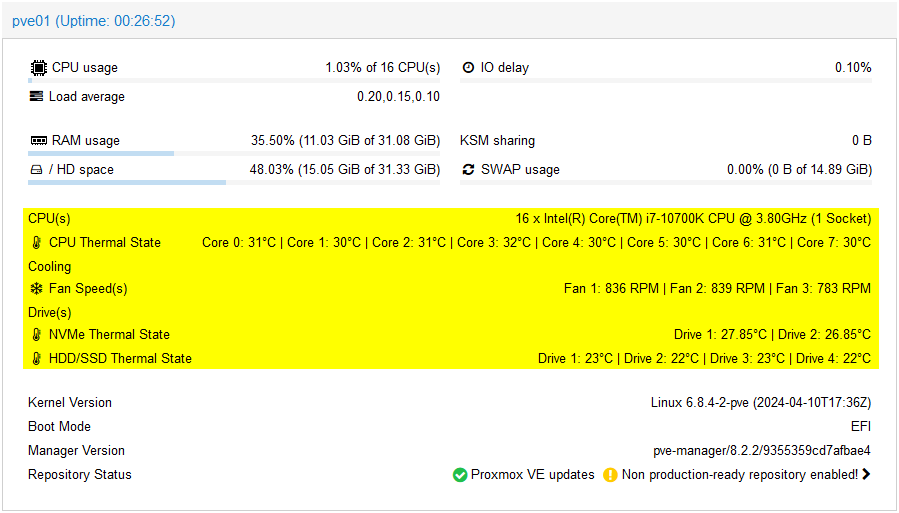 pve01 (Uptime: 00:26:52)
CPU usage 1.03% of 16 CPU(s) IO delay 0.10%
Load average 0.20,0.15,0.10
RAM usage 35.50% (11.03 GiB of 31.08 GiB) KSM sharing 0 B
/ HD space 48.03% (15.05 GiB of 31.33 GiB) SWAP usage 0.00% (0 B of 14.89 GiB)
CPU(s) 16 x Intel(R) Core(TM) i7-10700K CPU @ 3.80GHz (1 Socket)
CPU Thermal State Core 0: 31°C | Core 1: 30°C | Core 2: 31°C | Core 3: 32°C | Core 4: 30°C | Core 5: 30°C | Core 6: 31°C | Core 7: 30°C
Cooling
Fan Speed(s) Fan 1: 836 RPM | Fan 2: 839 RPM | Fan 3: 783 RPM
Drive(s)
NVMe Thermal State Drive 1: 27.85°C | Drive 2: 26.85°C
HDD/SSD Thermal State Drive 1: 23°C | Drive 2: 22°C | Drive 3: 23°C | Drive 4: 22°C
Kernel Version Linux 6.8.4-2-pve (2024-04-10T17:36Z)
Boot Mode EFI
Manager Version pve-manager/8.2.2/9355359cd7afbae4
Repository Status Proxmox VE updates Non production-ready repository enabled!